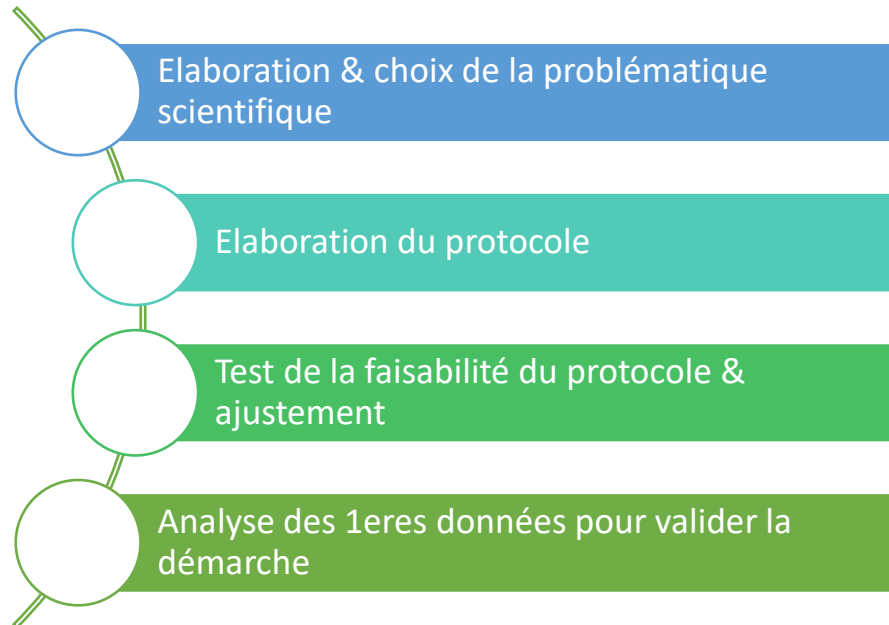 Elaboration & choix de la problématique
scientifique
Elaboration du protocole
Test de la faisabilité du protocole &
ajustement
Analyse des 1eres données pour valider la
démarche